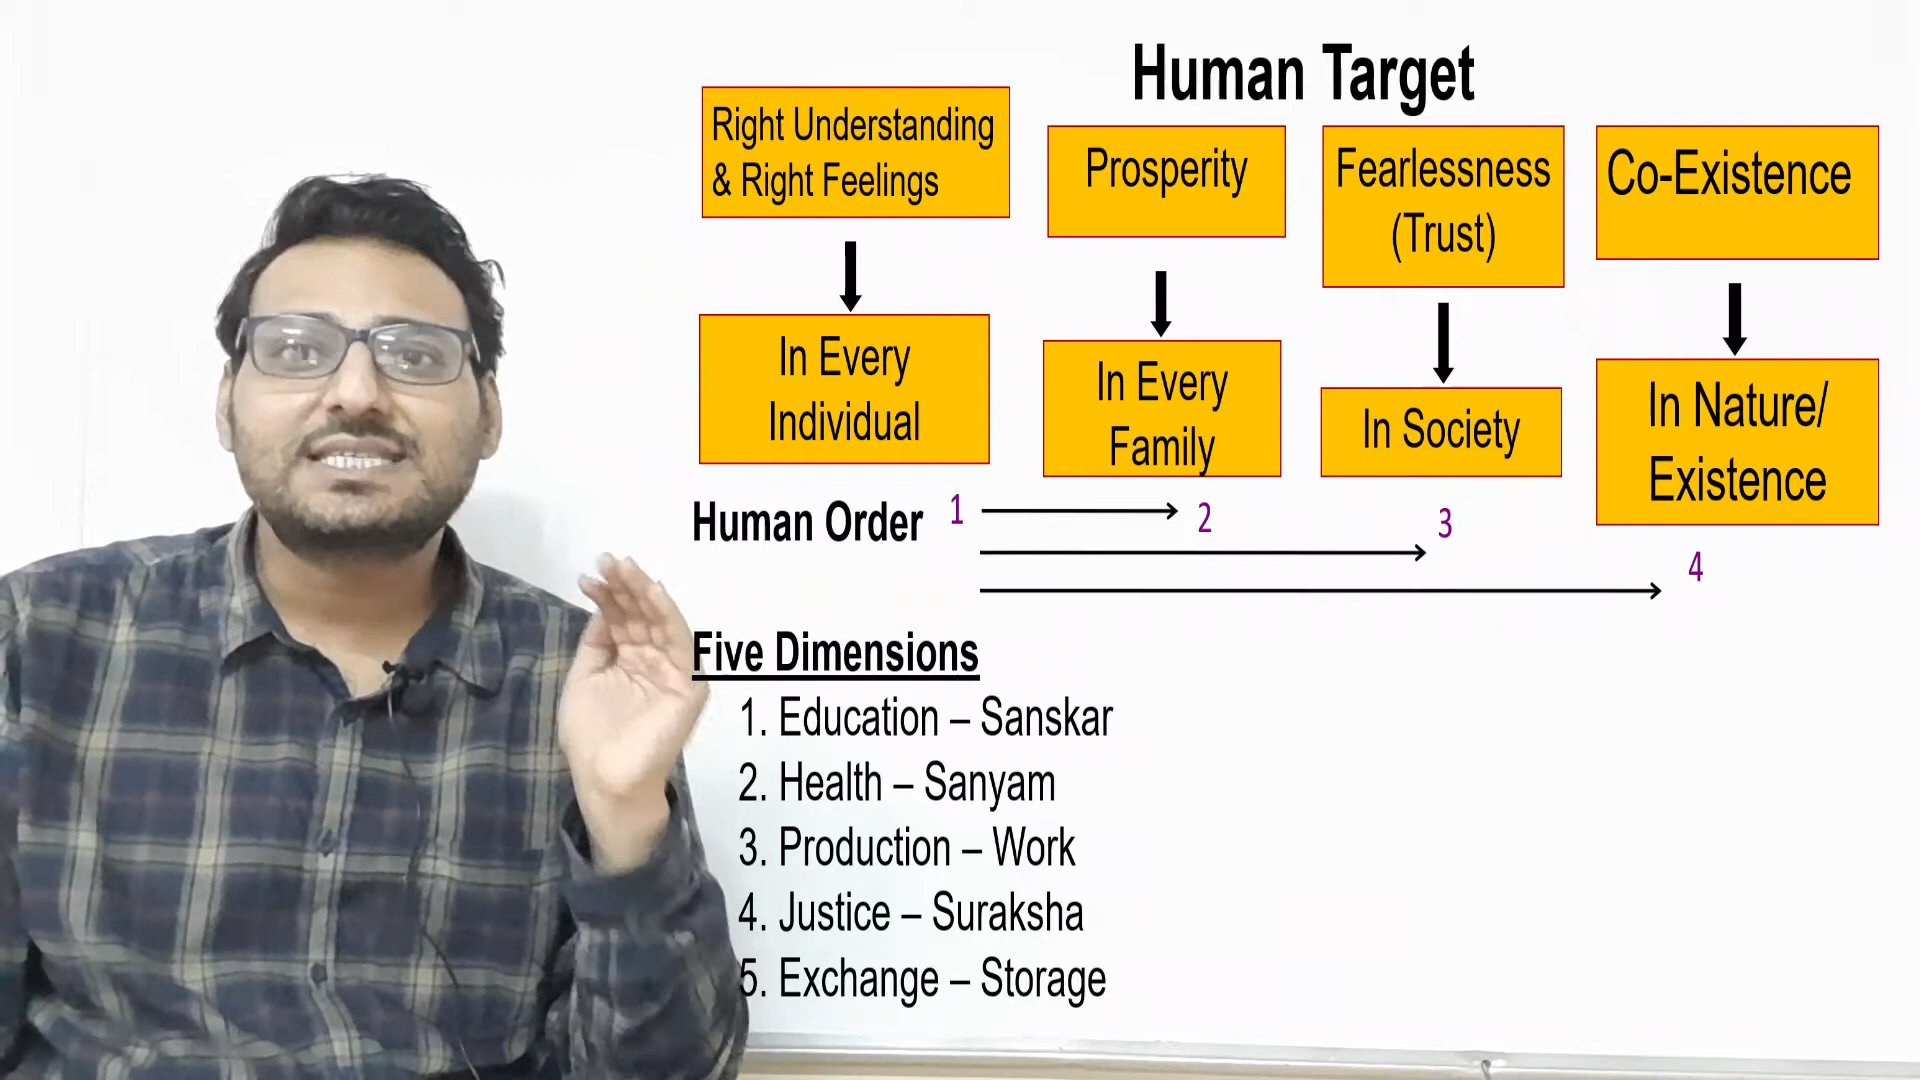 Human Target
Right Understanding
& Right Feelings
Prosperity
Fearlessness
(Trust)
Co-Existence
In Every
Individual
In Every
Family
In Society
In Nature/
Existence
Human Order
1
2
3
4
Five Dimensions
1. Education – Sanskar
2. Health – Sanyam
3. Production – Work
4. Justice – Suraksha
5. Exchange – Storage